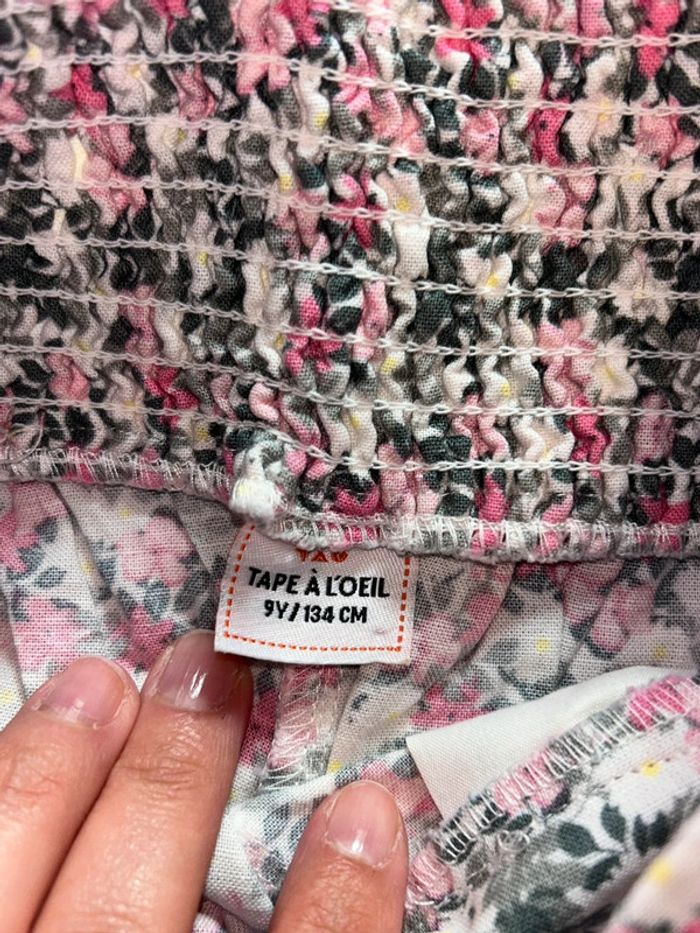 TAPE À L'OEIL
9Y/134 CM